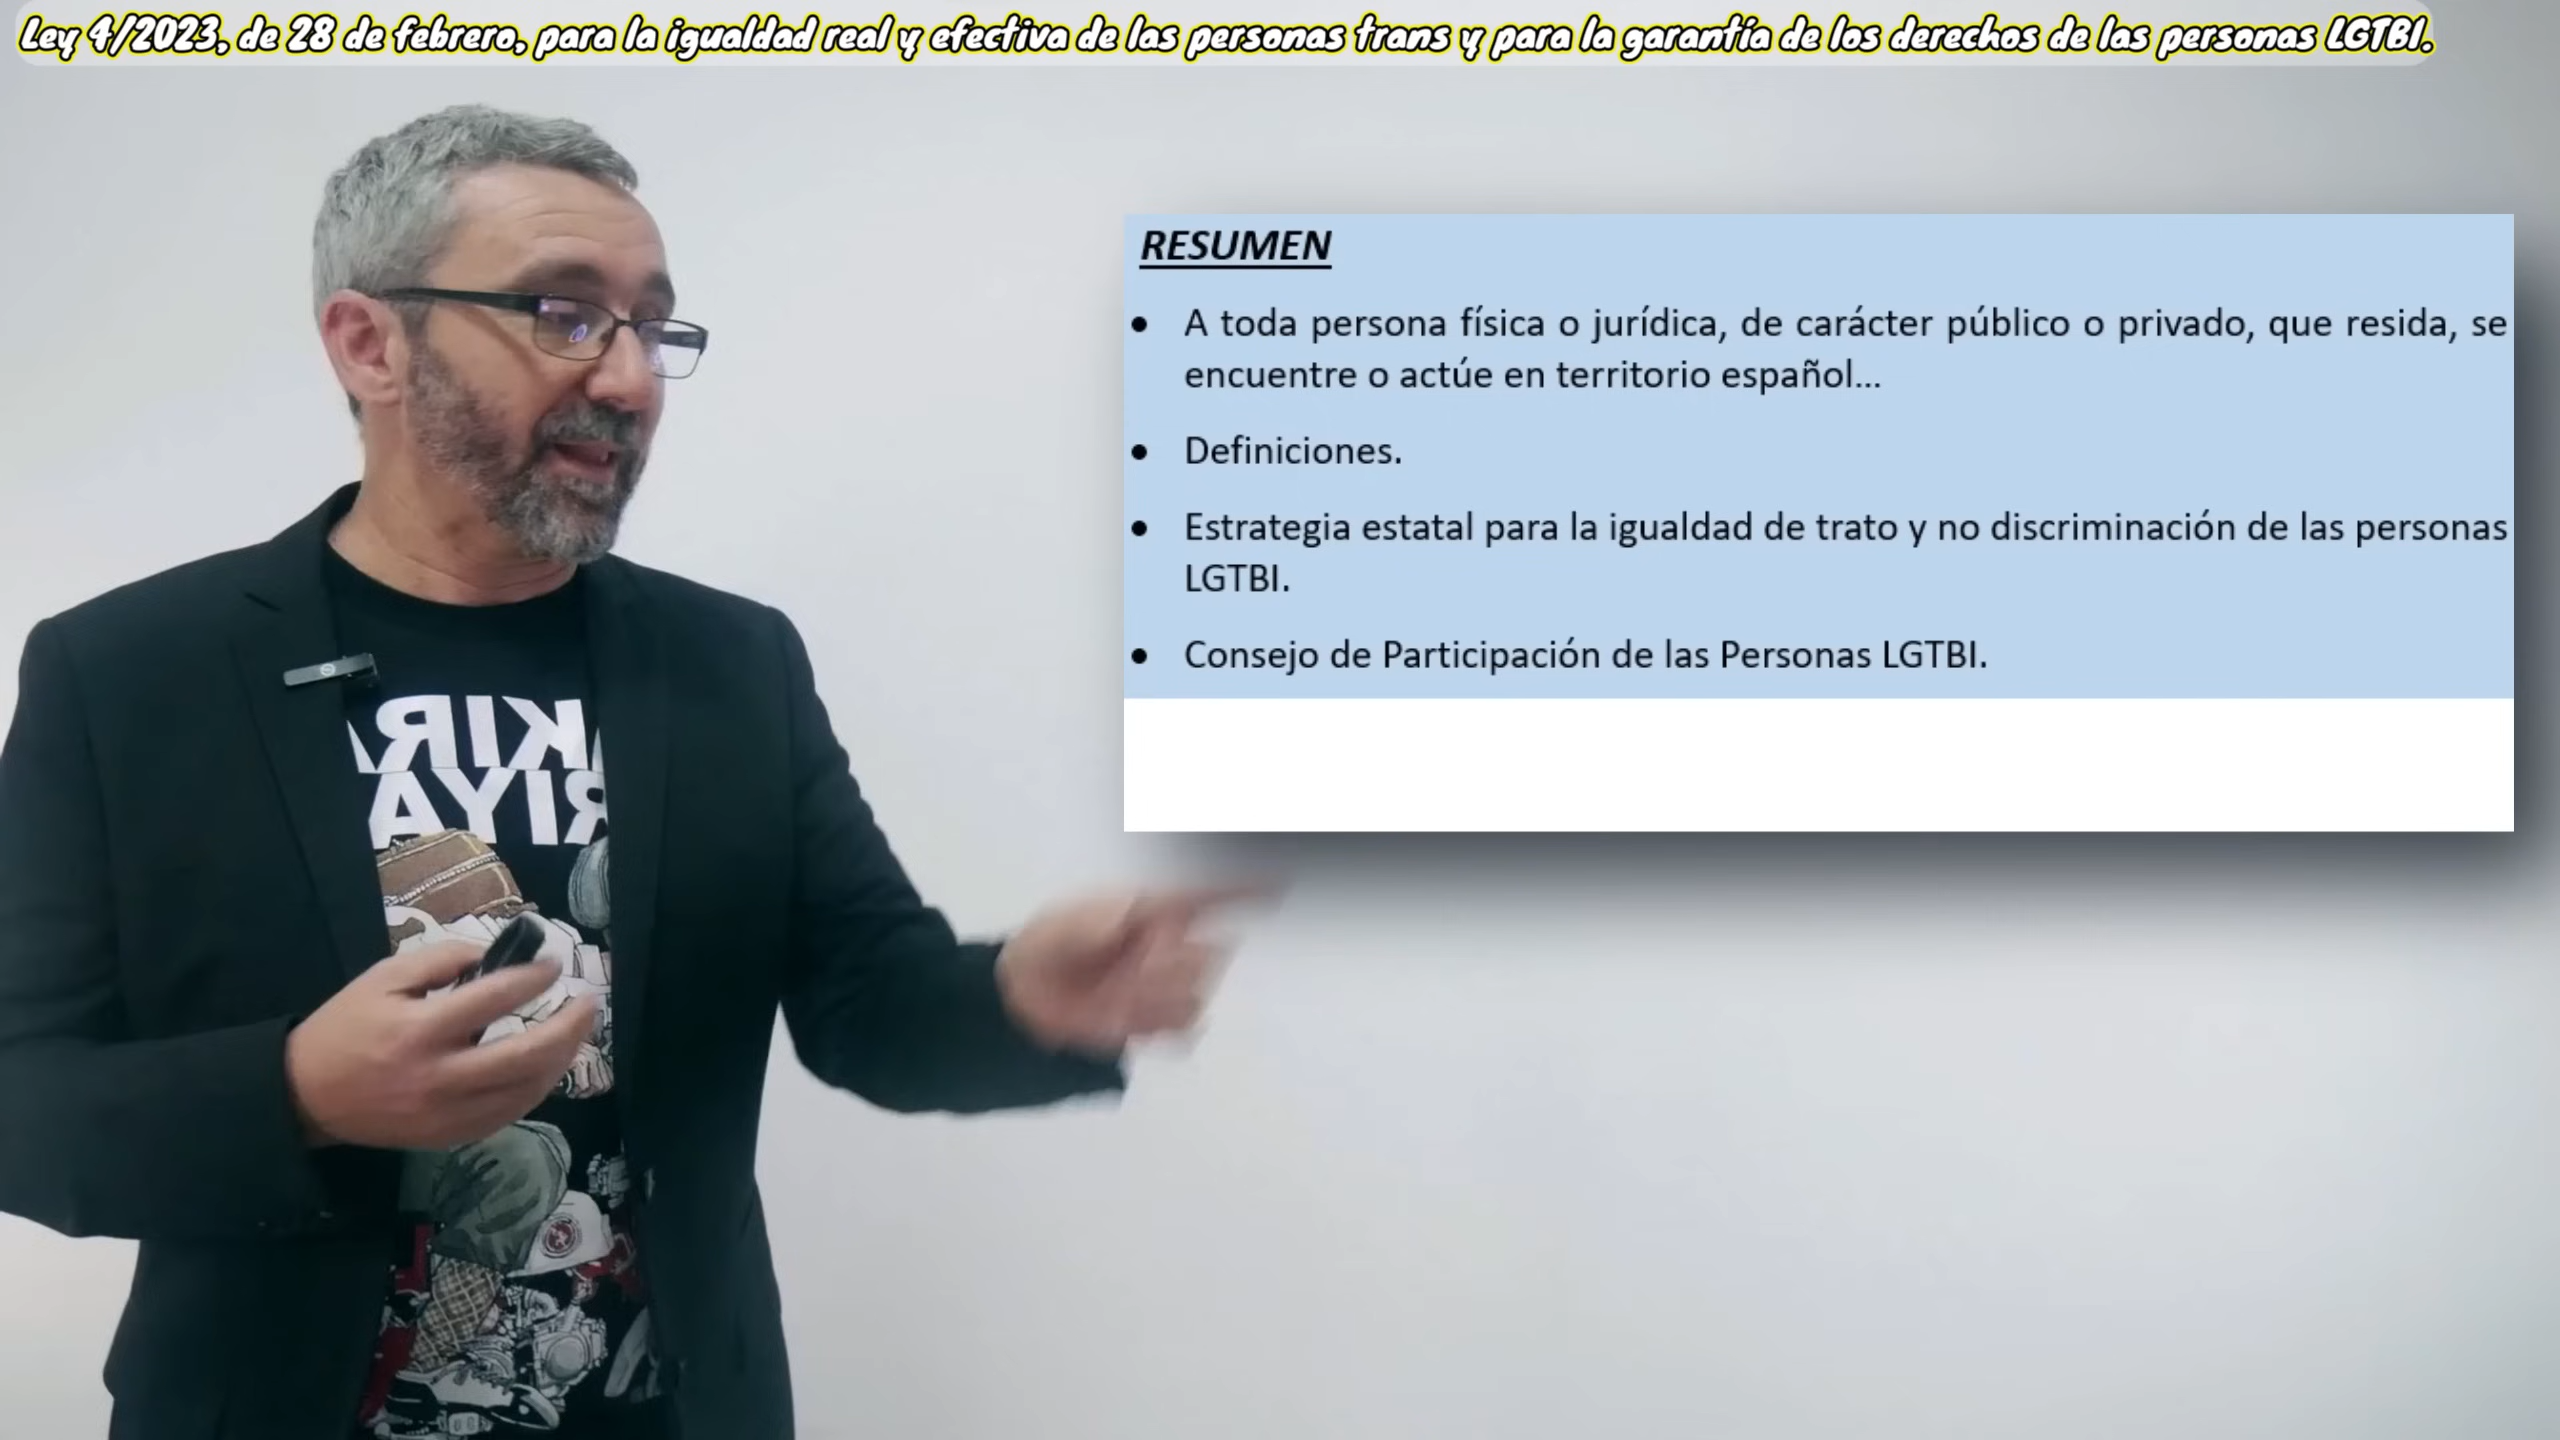 Ley 4/2023, de 28 de febrero, para la igualdad real y efectiva de las personas trans y para la garantía de los derechos de las personas LGTBI.
RESUMEN
• A toda persona física o jurídica, de carácter público o privado, que resida, se
encuentre o actúe en territorio español...
• Definiciones.
• Estrategia estatal para la igualdad de trato y no discriminación de las personas
LGTBI.
• Consejo de Participación de las Personas LGTBI.
AKIRA
RIYA